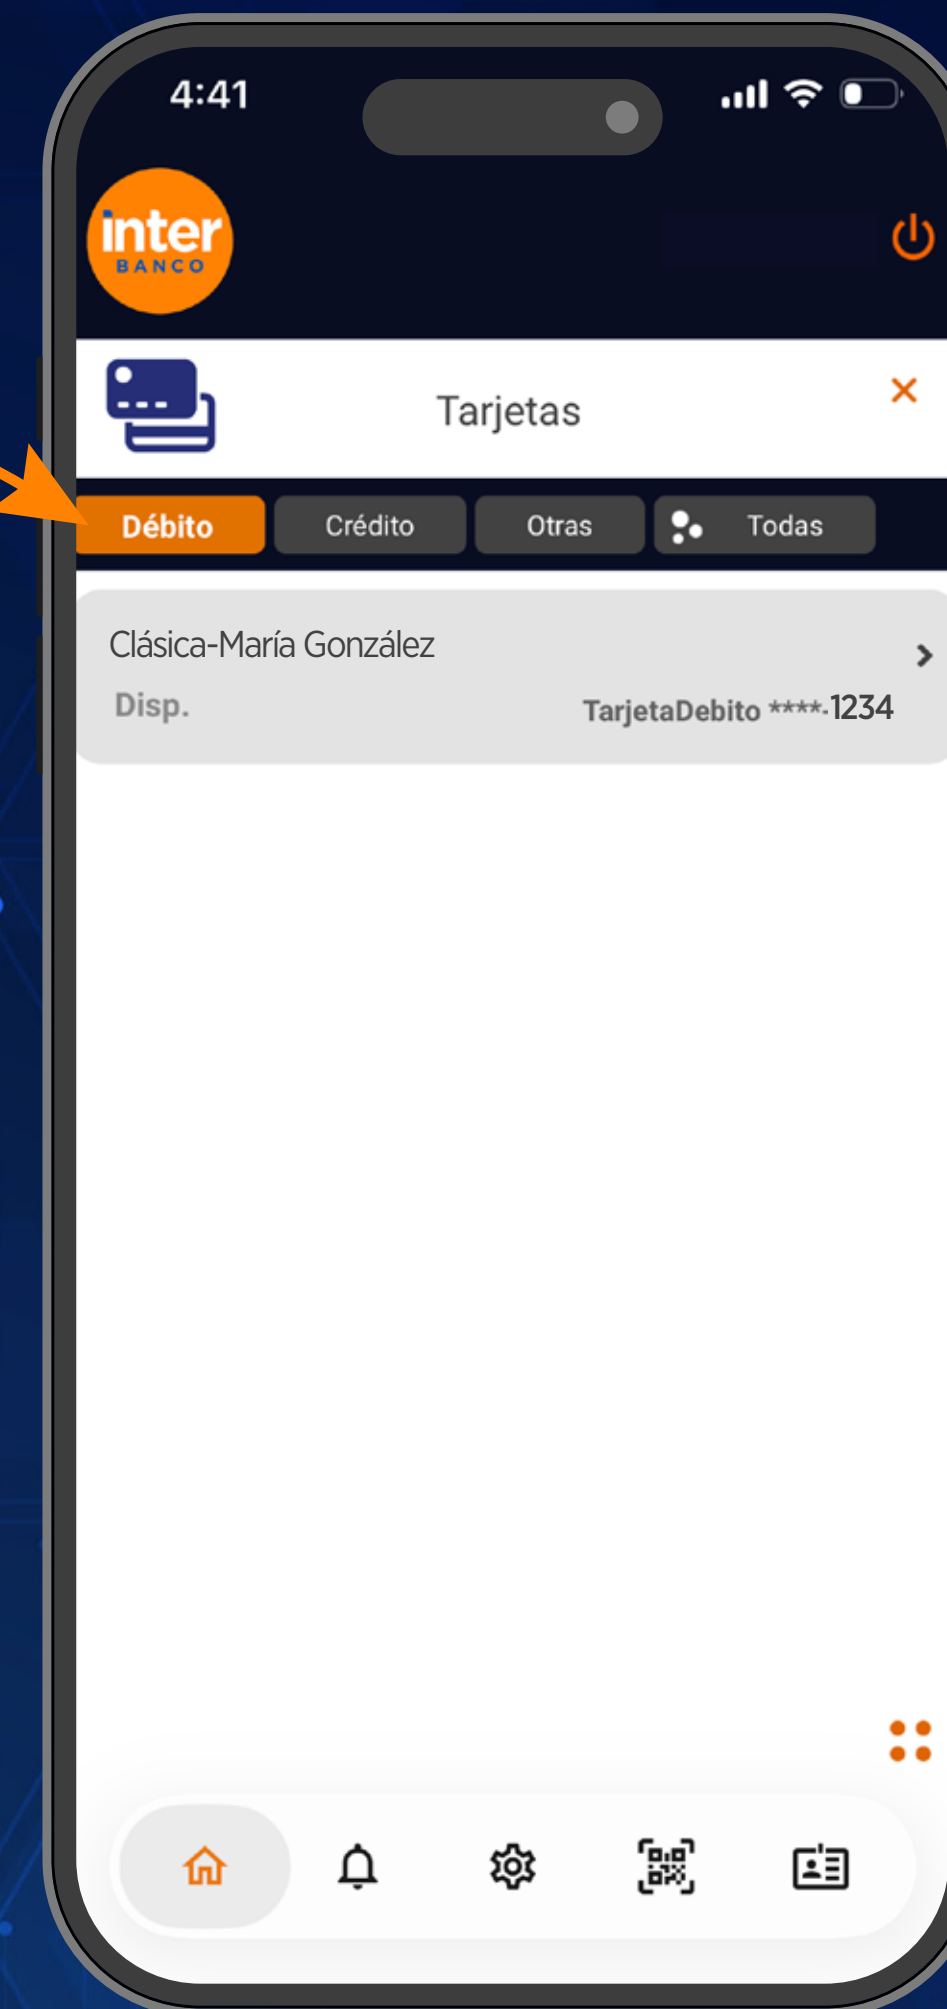 4:41
inter
BANCO
Tarjetas
Débito Crédito Otras Todas
Clásica-María González
Disp. TarjetaDebito ****-1234